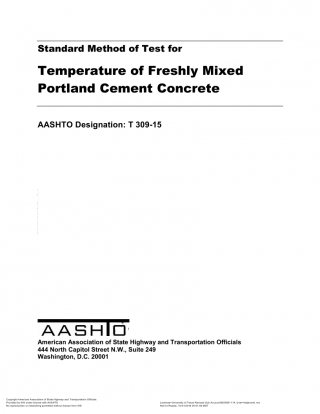 Standard Method of Test for
Temperature of Freshly Mixed
Portland Cement Concrete
AASHTO Designation: T 309-15
AASHTO
American Association of State Highway and Transportation Officials
444 North Capitol Street N.W., Suite 249
Washington, D.C. 20001